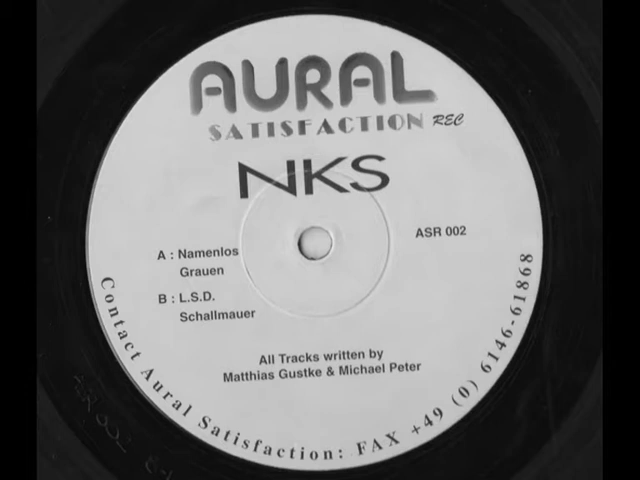 AURAL
SATISFACTION REC
NKS
ASR 002
A : Namenlos
Grauen
B : L.S.D.
Schallmauer
All Tracks written by
Matthias Gustke & Michael Peter
Contact Aural Satisfaction: FAX +49 (0) 6146-61868